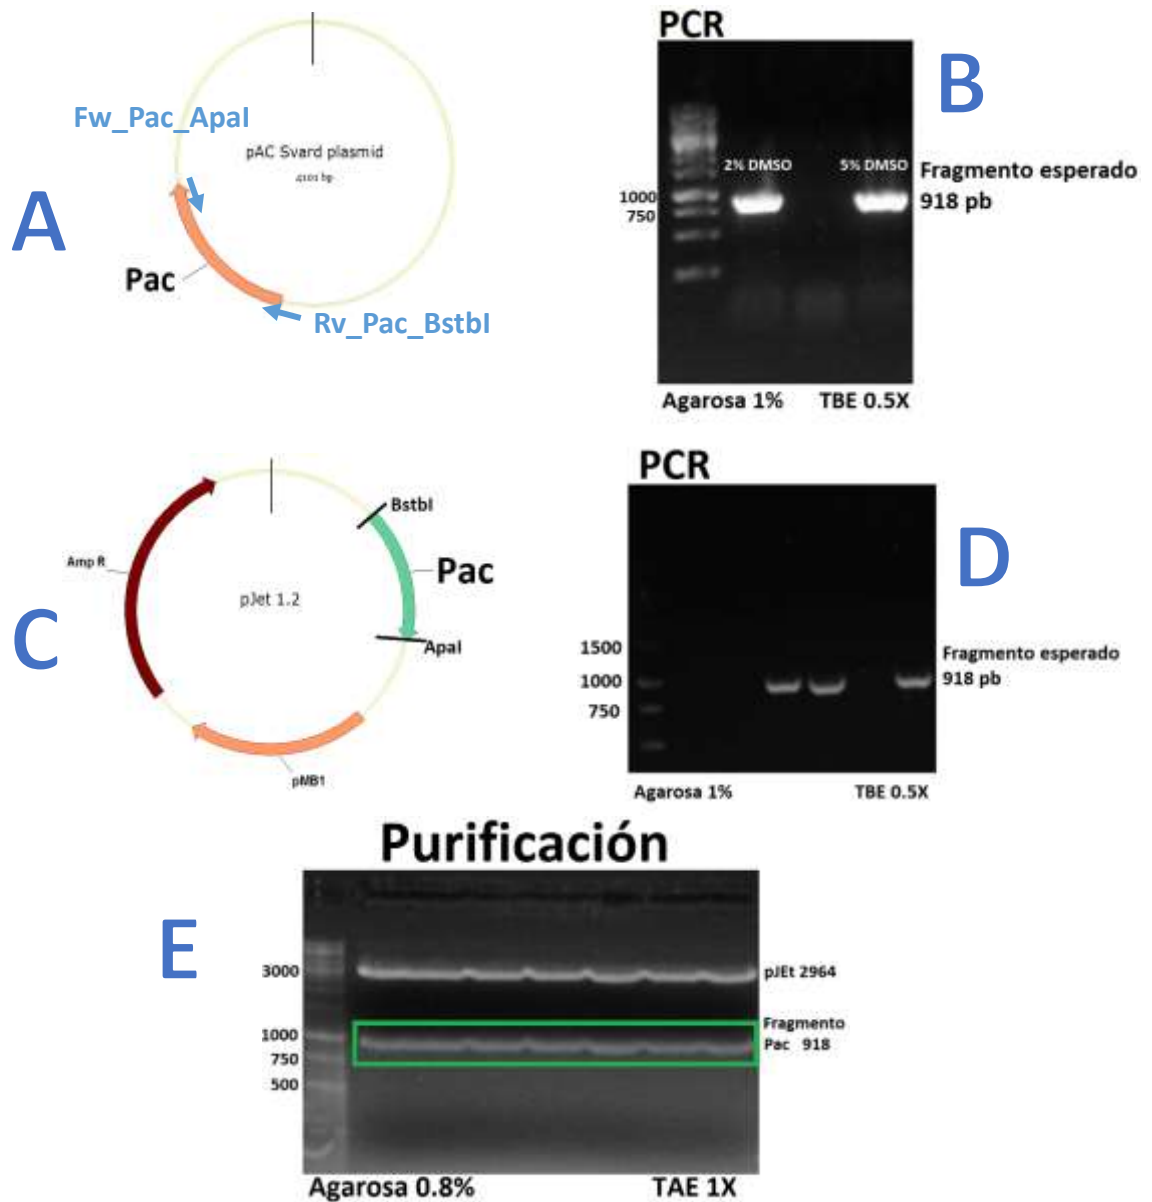 A
Fw_Pac_ApaI
pAC Svard plasmid
Pac
Rv_Pac_BstbI
PCR
B
2% DMSO
5% DMSO
1000
750
Fragmento esperado
918 pb
Agarosa 1%
TBE 0.5X
C
BstbI
Amp R
Pac
pJet 1.2
ApaI
pMB1
PCR
D
1500
1000
750
Fragmento esperado
918 pb
Agarosa 1%
TBE 0.5X
Purificación
E
3000
1000
750
500
pJEt 2964
Fragmento
Pac 918
Agarosa 0.8%
TAE 1X